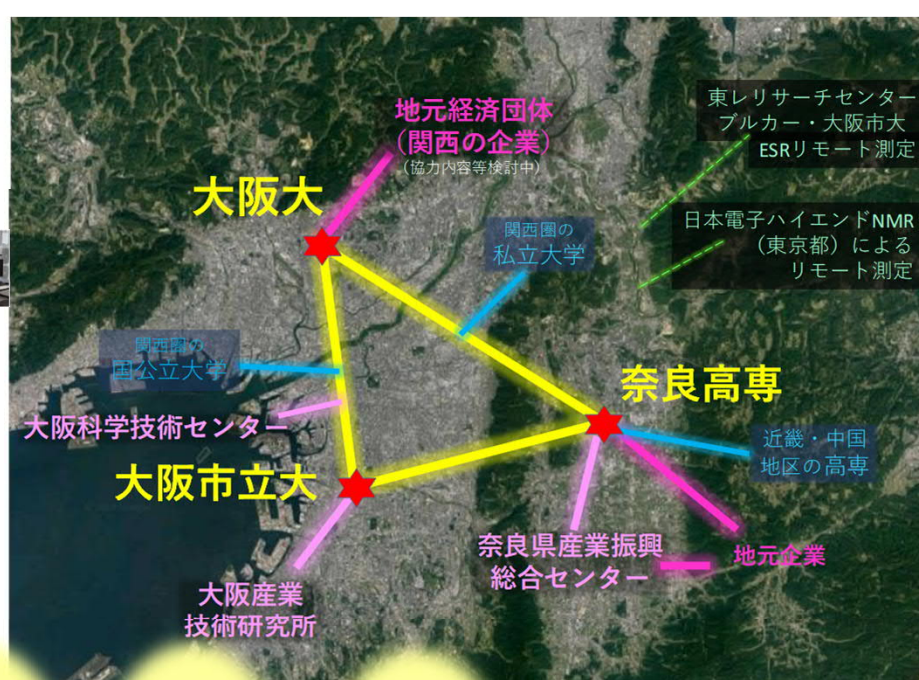 地元経済団体
（関西の企業）
（協力内容等検討中）
東レリサーチセンター
ブルカー・大阪市大
ESRリモート測定
大阪大
日本電子ハイエンドNMR
（東京都）による
リモート測定
関西圏の
私立大学
関西圏の
国公立大学
奈良高専
大阪科学技術センター
近畿・中国
地区の高専
大阪市立大
奈良県産業振興
総合センター
地元企業
大阪産業
技術研究所